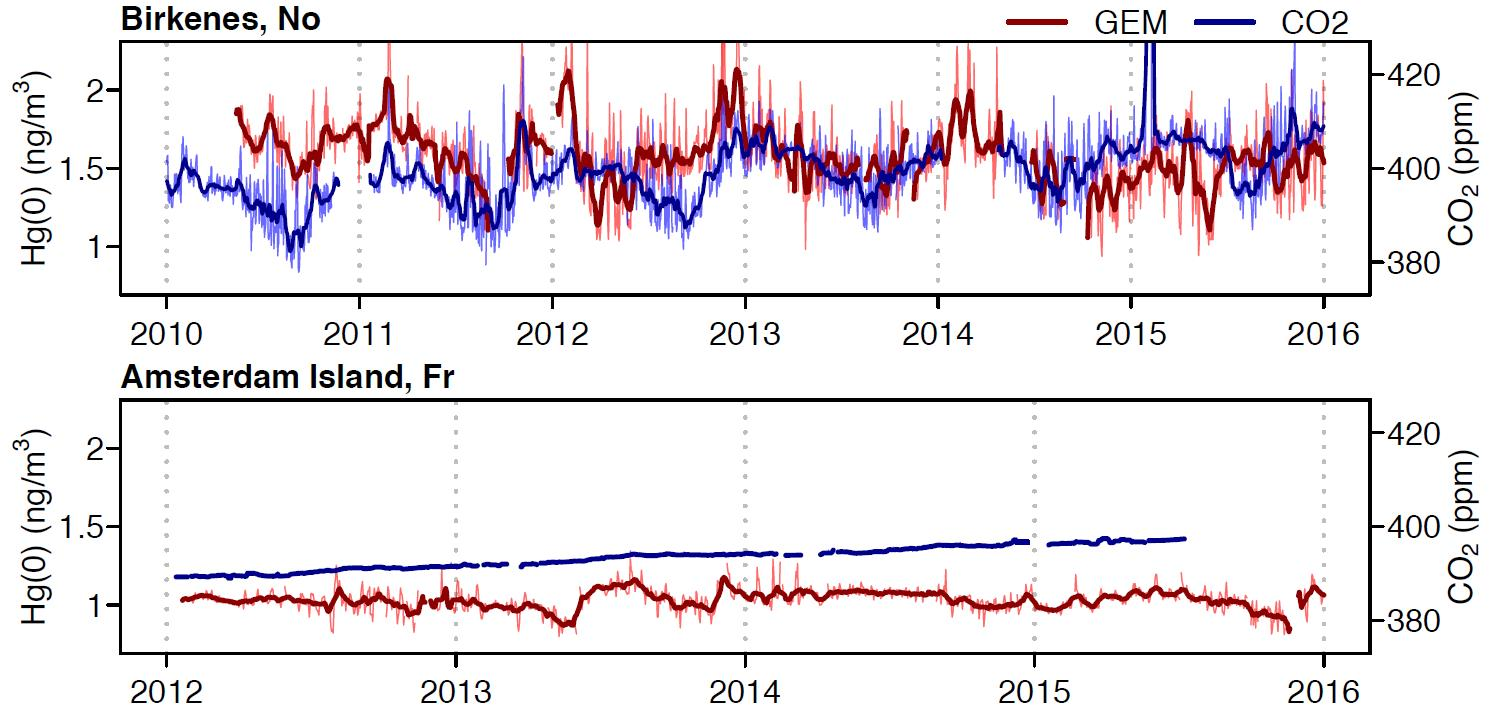 Birkenes, No
GEM CO2
Hg(0) (ng/m³)
2
1.5
1
420
400
380
CO₂ (ppm)
2010 2011 2012 2013 2014 2015 2016
Amsterdam Island, Fr
Hg(0) (ng/m³)
2
1.5
1
420
400
380
CO₂ (ppm)
2012 2013 2014 2015 2016